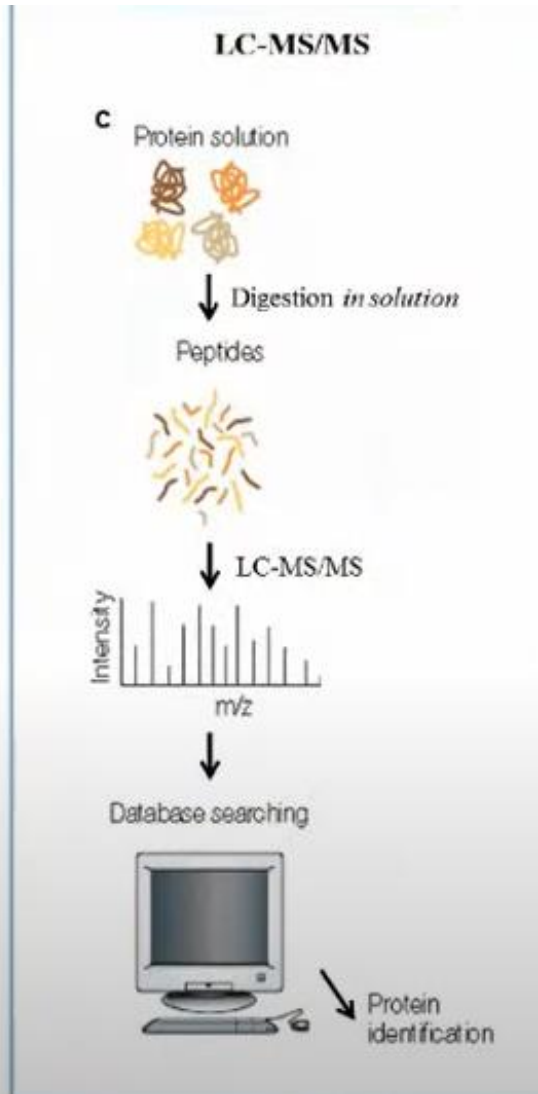 LC-MS/MS
C
Protein solution
Digestion in solution
Peptides
LC-MS/MS
Intensity
m/z
Database searching
Protein
identification